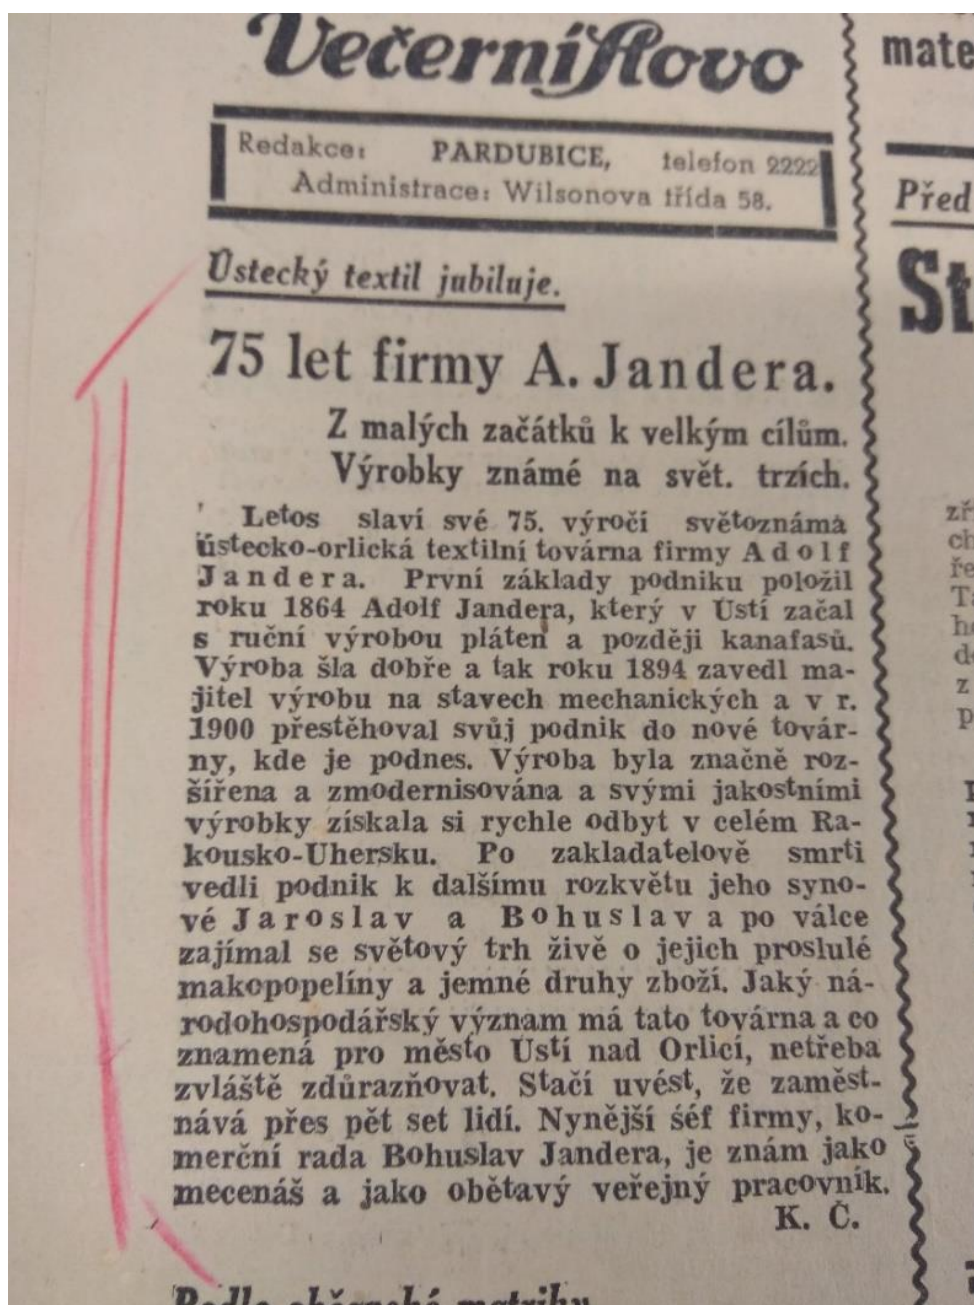 Večerní Slovo
Redakce: PARDUBICE, telefon 2222
Administrace: Wilsonova třída 58.
Ústecký textil jubiluje.
75 let firmy A. Jandera.
Z malých začátků k velkým cílům.
Výrobky známé na svět. trzích.
Letos slaví své 75. výročí světoznámá
ústecko-orlická textilní továrna firmy Adolf
Jandera. První základy podniku položil
roku 1864 Adolf Jandera, který v Ústí začal
s ruční výrobou pláten a později kanafasů.
Výroba šla dobře a tak roku 1894 zavedl ma-
jitel výrobu na stavech mechanických a v r.
1900 přestěhoval svůj podnik do nové továr-
ny, kde je podnes. Výroba byla značně roz-
šířena a zmodernisována a svými jakostními
výrobky získala si rychle odbyt v celém Ra-
kousko-Uhersku. Po zakladatelově smrti
vedli podnik k dalšímu rozkvětu jeho syno-
vé Jaroslav a Bohuslav a po válce
zajímal se světový trh živě o jejich proslulé
makopopelíny a jemné druhy zboží. Jaký ná-
rodohospodářský význam má tato továrna a co
znamená pro město Ústí nad Orlicí, netřeba
zvláště zdůrazňovat. Stačí uvést, že zaměst-
nává přes pět set lidí. Nynější šéf firmy, ko-
merční rada Bohuslav Jandera, je znám jako
mecenáš a jako obětavý veřejný pracovník.
K. Č.
mate
Před
St